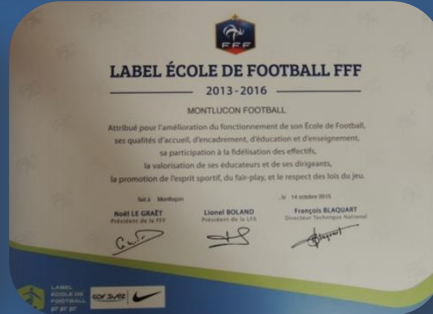 FFF
LABEL ÉCOLE DE FOOTBALL FFF
2013-2016
MONTLUCON FOOTBALL
Attribué pour l'amélioration du fonctionnement de son École de Football,
ses qualités d'accueil, d'encadrement, d'éducation et d'enseignement,
sa participation à la fidélisation des effectifs,
la valorisation de ses éducateurs et de ses dirigeants,
la promotion de l'esprit sportif, du fair-play, et le respect des lois du jeu.
fait à Montluçon , le 14 octobre 2015
Noël LE GRAËT Lionel BOLAND François BLAQUART
Président de la FFF Président de la LFA Directeur Technique National
LABEL
ÉCOLE DE
FOOTBALL
GDF SUEZ